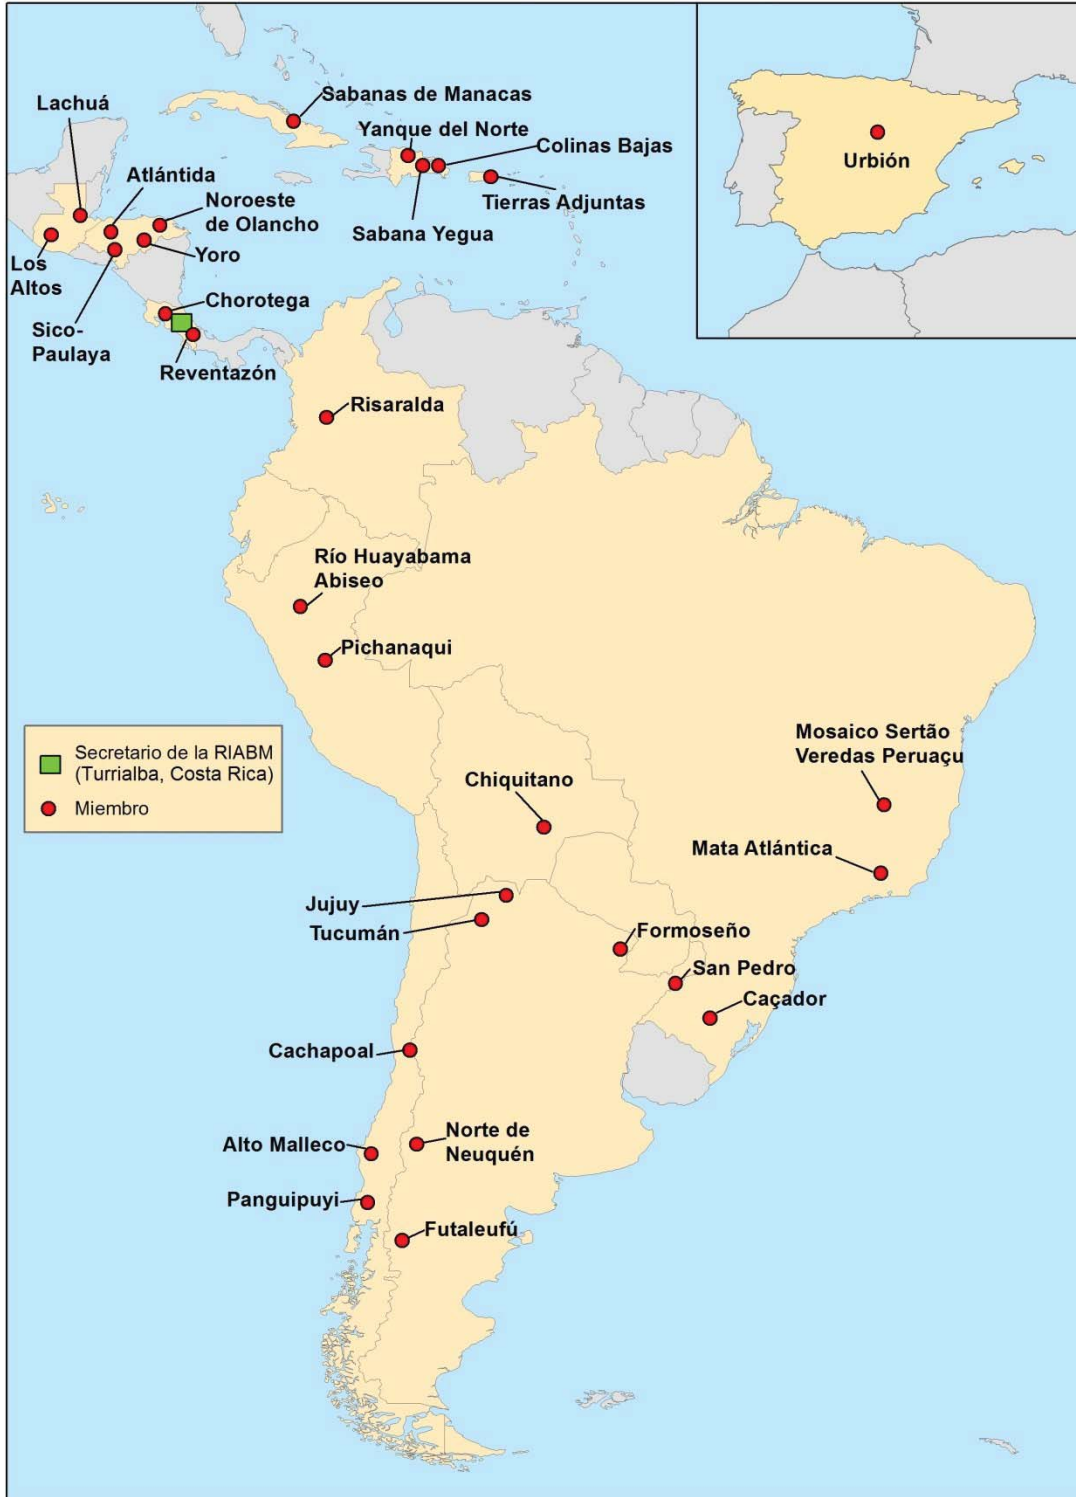 Sabanas de Manacas
Lachuá
Yanque del Norte
Colinas Bajas
Atlántida
Noroeste
de Olancho
Tierras Adjuntas
Sabana Yegua
Yoro
Los
Altos
Chorotega
Sico-
Paulaya
Reventazón
Urbión
Risaralda
Río Huayabama
Abiseo
Pichanaqui
Secretario de la RIABM
(Turrialba, Costa Rica)
Miembro
Mosaico Sertão
Veredas Peruaçu
Chiquitano
Mata Atlántica
Jujuy
Tucumán
Formoseño
San Pedro
Caçador
Cachapoal
Norte de
Neuquén
Alto Malleco
Panguipuyi
Futaleufú